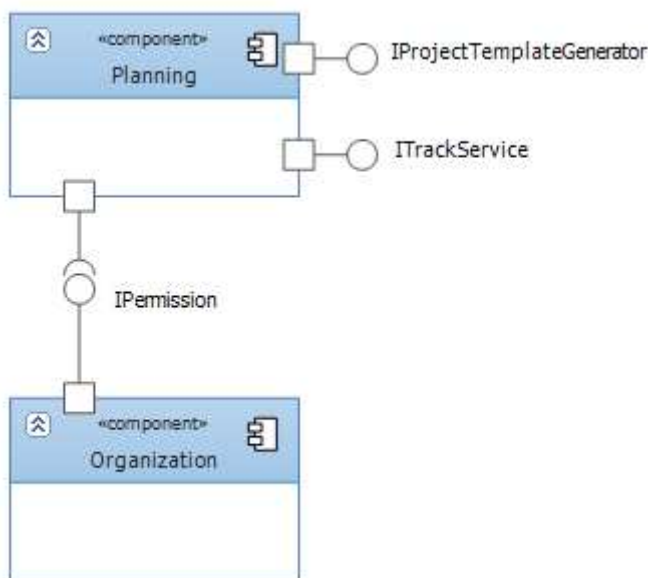 «component»
Planning
IProjectTemplateGenerator
ITrackService
IPermission
«component»
Organization